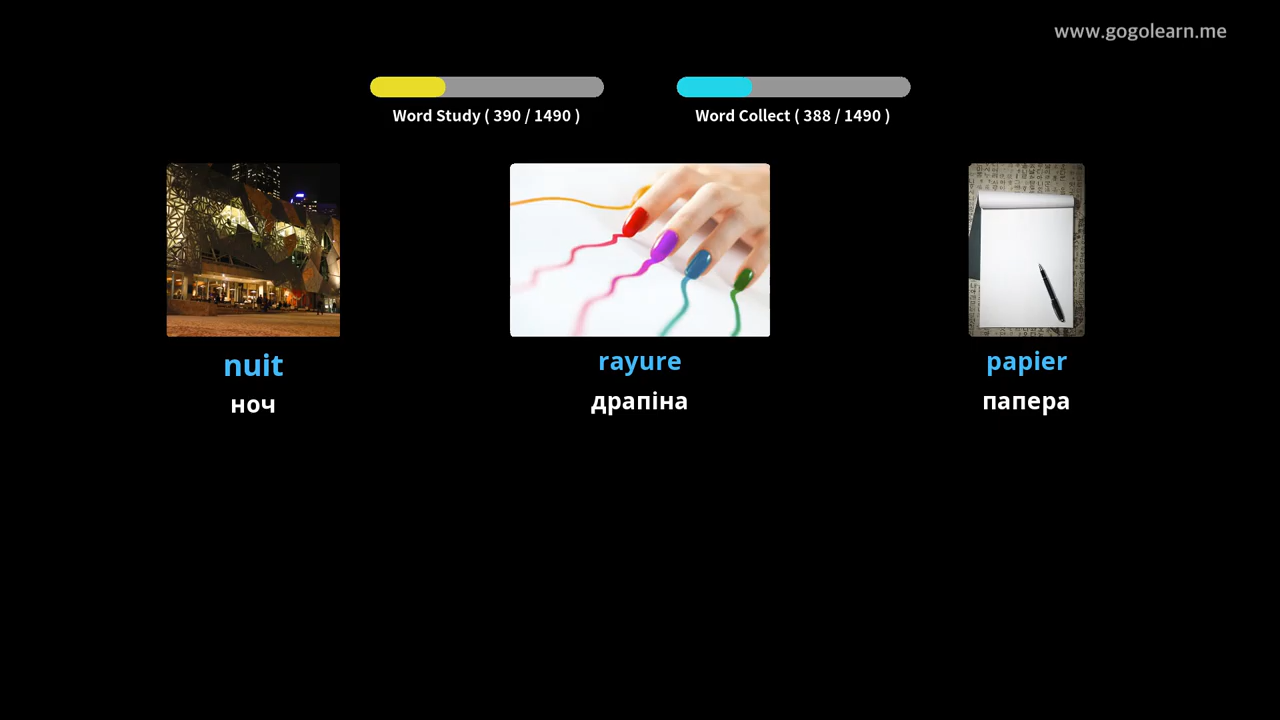 www.gogolearn.me
Word Study ( 390 / 1490 )
Word Collect ( 388 / 1490 )
nuit
ноч
rayure
драпіна
papier
папера